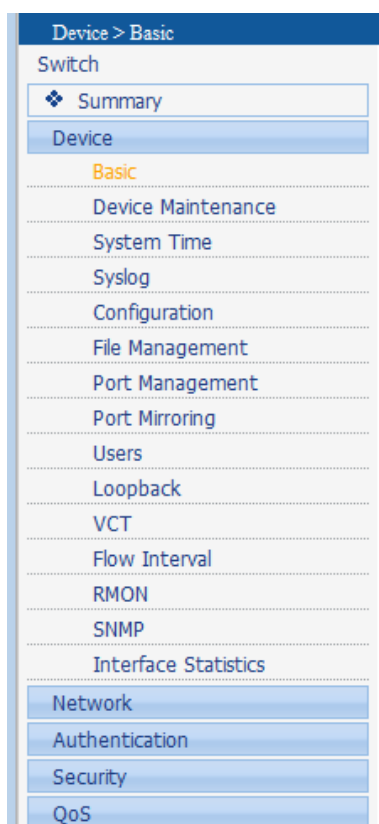 Device > Basic
Switch
Summary
Device
Basic
Device Maintenance
System Time
Syslog
Configuration
File Management
Port Management
Port Mirroring
Users
Loopback
VCT
Flow Interval
RMON
SNMP
Interface Statistics
Network
Authentication
Security
QoS